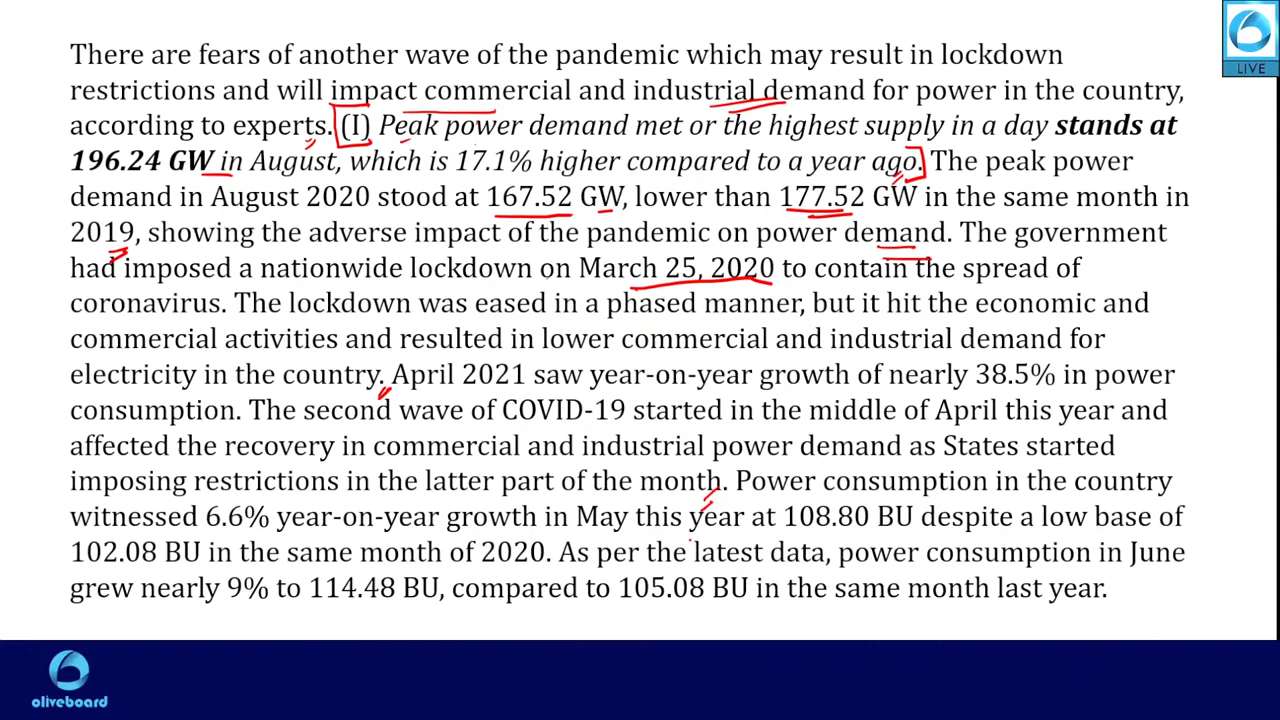 LIVE
There are fears of another wave of the pandemic which may result in lockdown
restrictions and will impact commercial and industrial demand for power in the country,
according to experts. (I) Peak power demand met or the highest supply in a day stands at
196.24 GW in August, which is 17.1% higher compared to a year ago. The peak power
demand in August 2020 stood at 167.52 GW, lower than 177.52 GW in the same month in
2019, showing the adverse impact of the pandemic on power demand. The government
had imposed a nationwide lockdown on March 25, 2020 to contain the spread of
coronavirus. The lockdown was eased in a phased manner, but it hit the economic and
commercial activities and resulted in lower commercial and industrial demand for
electricity in the country. April 2021 saw year-on-year growth of nearly 38.5% in power
consumption. The second wave of COVID-19 started in the middle of April this year and
affected the recovery in commercial and industrial power demand as States started
imposing restrictions in the latter part of the month. Power consumption in the country
witnessed 6.6% year-on-year growth in May this year at 108.80 BU despite a low base of
102.08 BU in the same month of 2020. As per the latest data, power consumption in June
grew nearly 9% to 114.48 BU, compared to 105.08 BU in the same month last year.
oliveboard